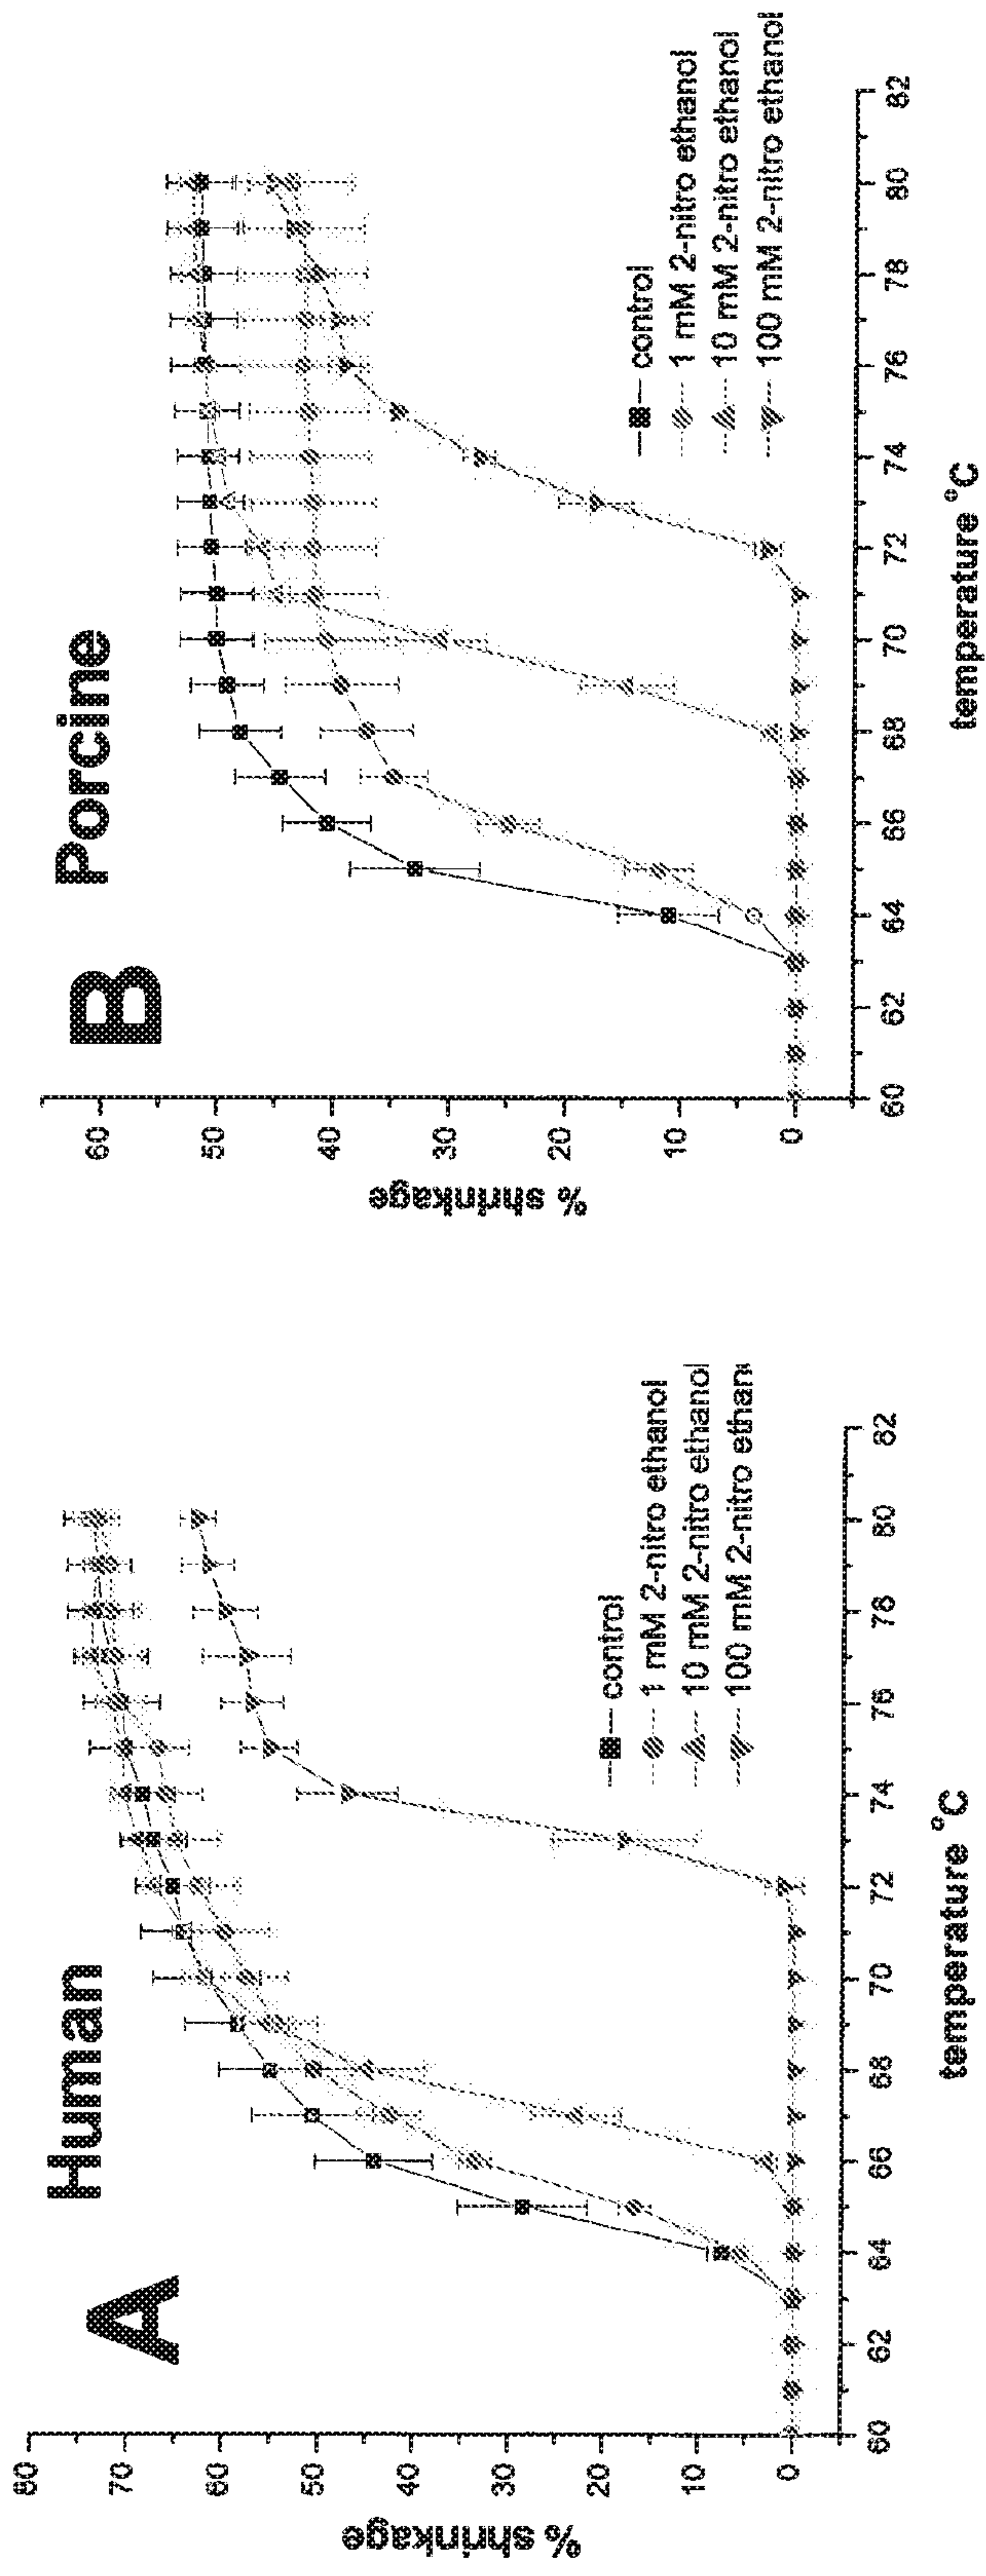 A Human
80
70
60
50
40
30
20
10
0
% shrinkage
60 62 64 66 68 70 72 74 76 78 80 82
temperature °C
control
1 mM 2-nitro ethanol
10 mM 2-nitro ethanol
100 mM 2-nitro ethan
B Porcine
60
50
40
30
20
10
0
% shrinkage
60 62 64 66 68 70 72 74 76 78 80 82
temperature °C
control
1 mM 2-nitro ethanol
10 mM 2-nitro ethanol
100 mM 2-nitro ethanol